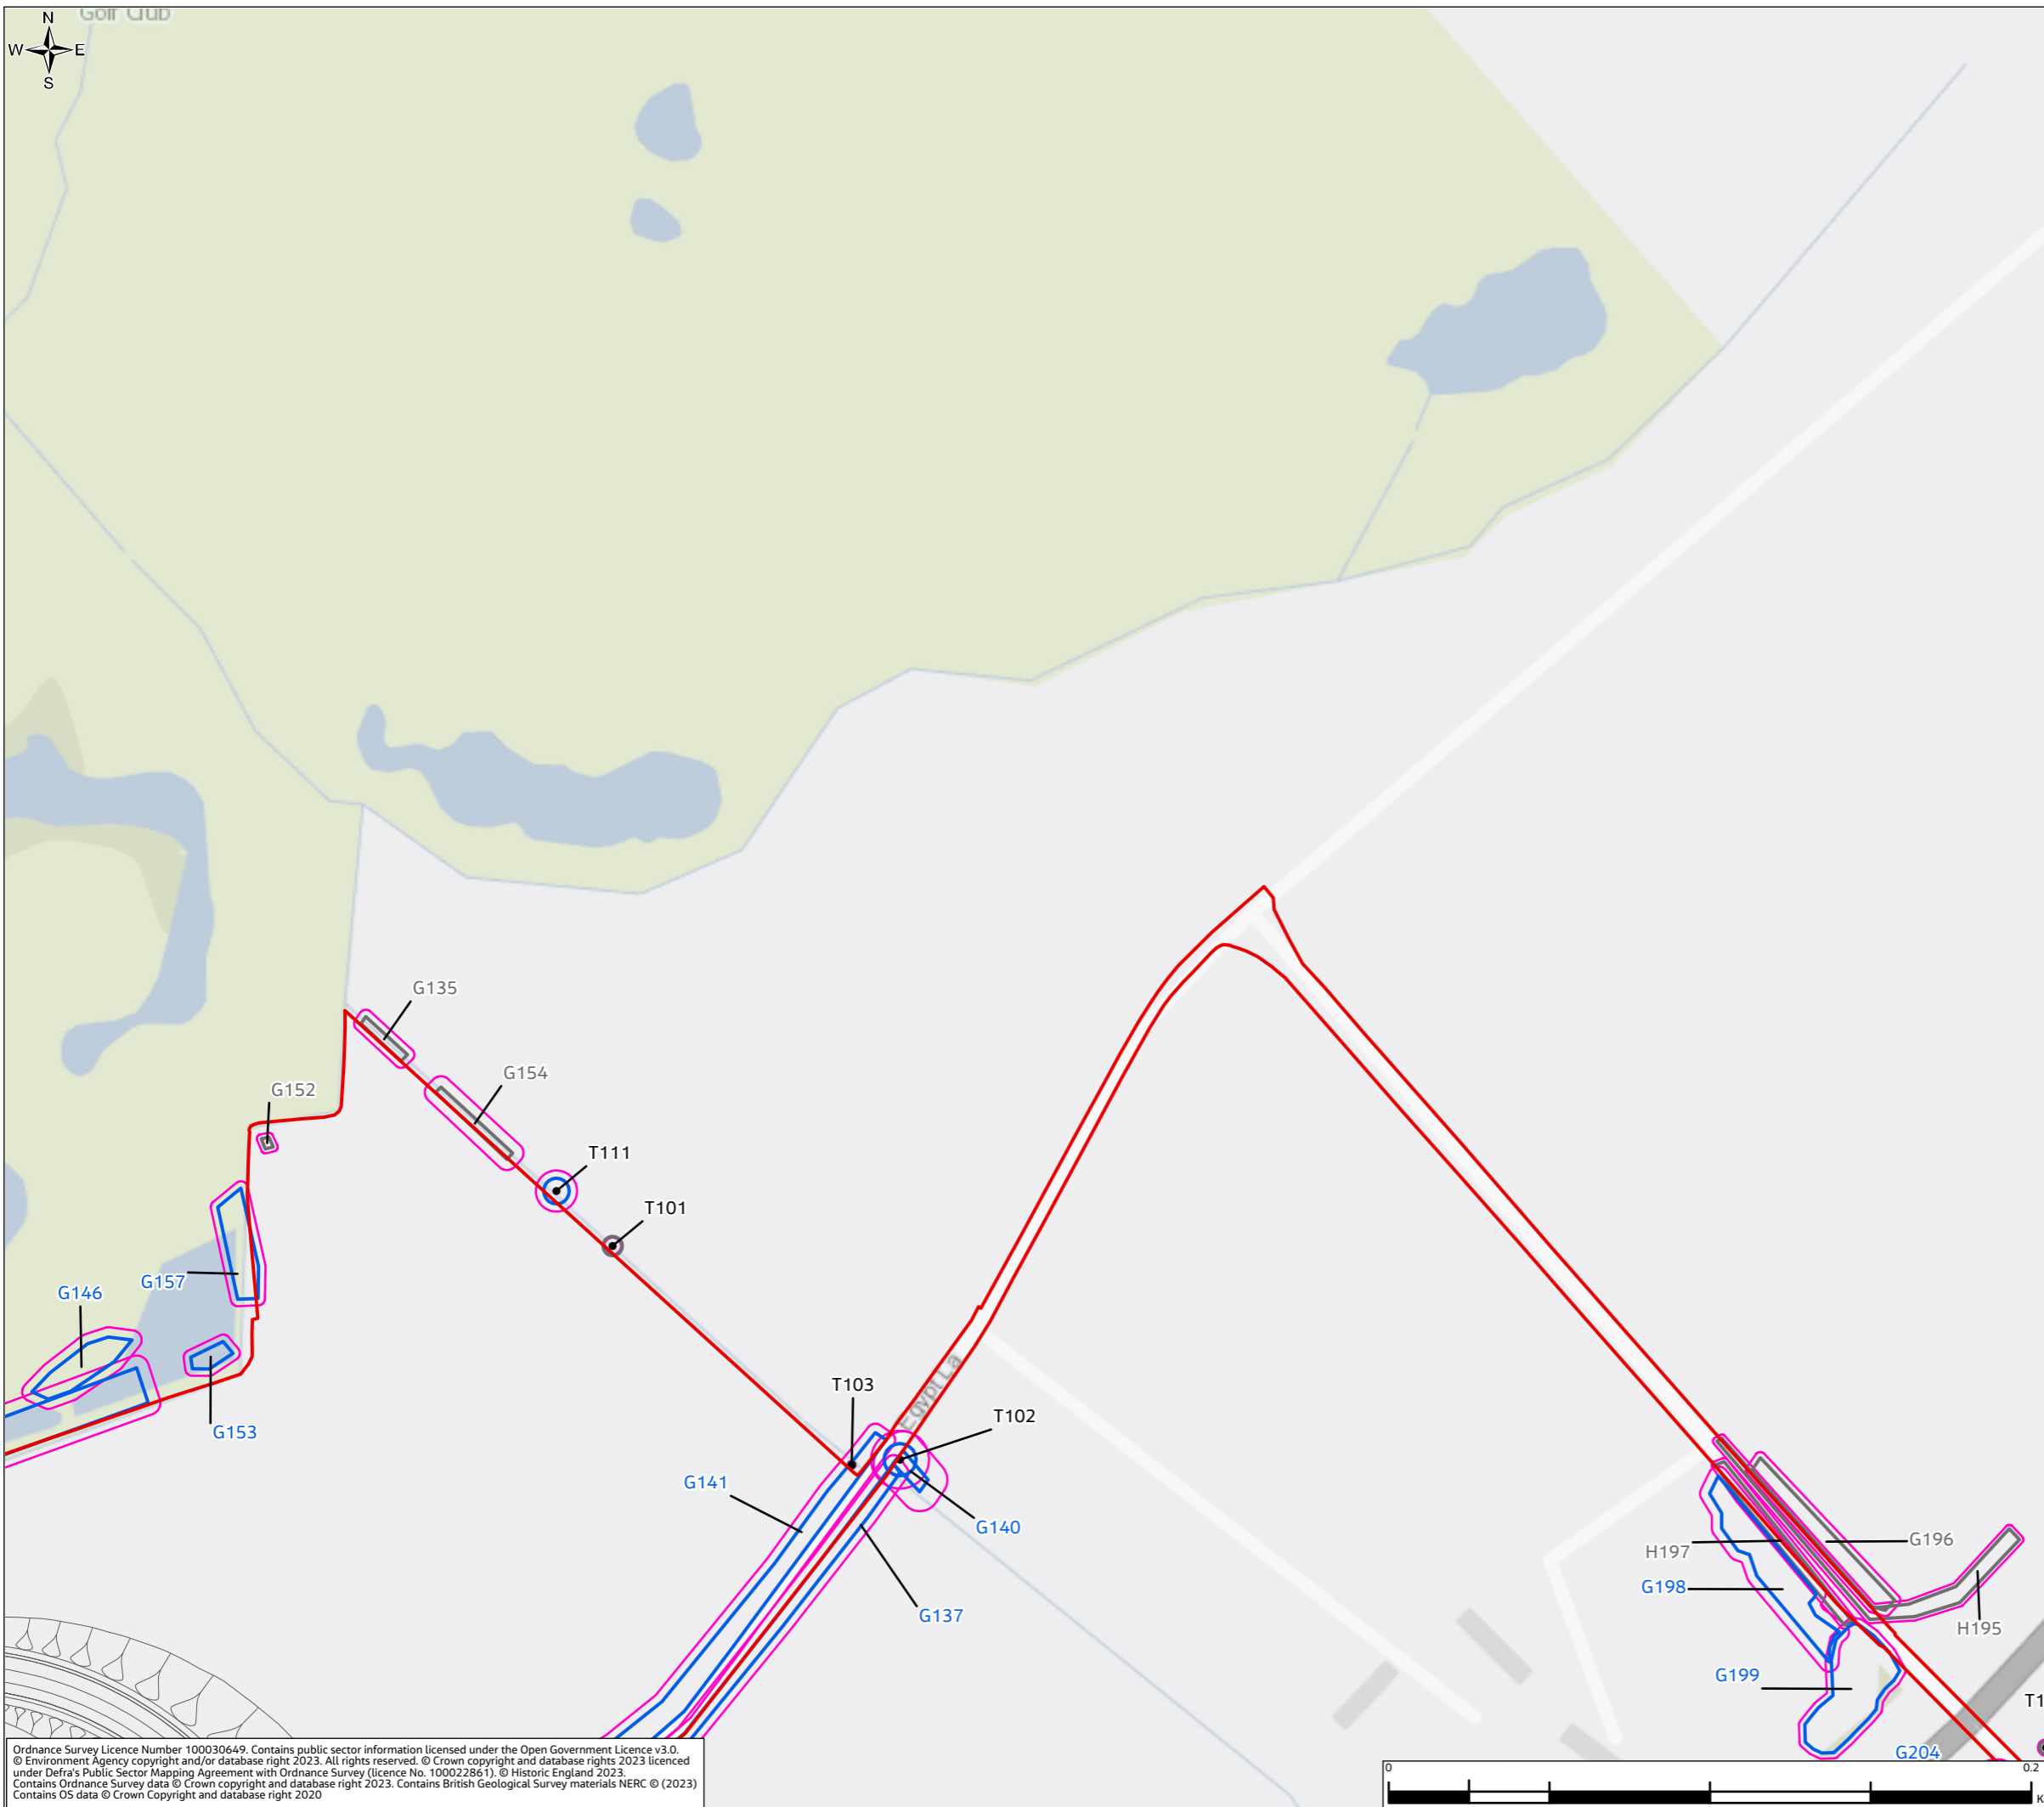 Golf Club
N
W E
S
G135
G154
G152
T111
T101
G157
G146
G153
T103
T102
Egypt La
G141
G140
G137
H197
G196
G198
H195
G199
T1
G204
Ordnance Survey Licence Number 100030649. Contains public sector information licensed under the Open Government Licence v3.0.
© Environment Agency copyright and/or database right 2023. All rights reserved. © Crown copyright and database rights 2023 licenced
under Defra's Public Sector Mapping Agreement with Ordnance Survey (licence No. 100022861). © Historic England 2023.
Contains Ordnance Survey data © Crown copyright and database right 2023. Contains British Geological Survey materials NERC © (2023)
Contains OS data © Crown Copyright and database right 2020
0 0.2